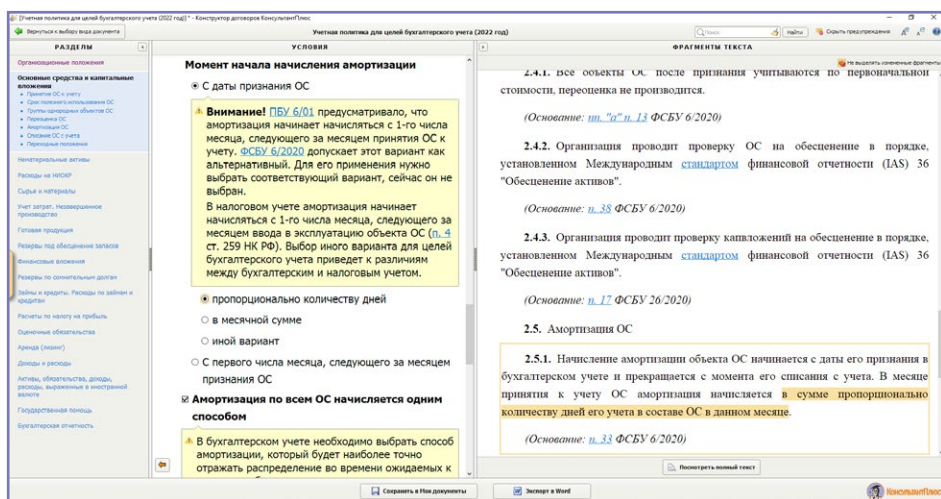 [Учетная политика для целей бухгалтерского учета (2022 год)] * - Конструктор договоров КонсультантПлюс
Вернуться к выбору вида документа
Учетная политика для целей бухгалтерского учета (2022 год)
Поиск
Найти
Скрыть предупреждения
РАЗДЕЛЫ
Организационные положения
Основные средства и капитальные
вложения
Принятие ОС к учету
Срок полезного использования ОС
Группы однородных объектов ОС
Переоценка ОС
Амортизация ОС
Списание ОС с учета
Переходные положения
Нематериальные активы
Расходы на НИОКР
Сырье и материалы
Учет затрат. Незавершенное
производство
Готовая продукция
Резервы под обесценение запасов
Финансовые вложения
Резервы по сомнительным долгам
Займы и кредиты. Расходы по займам и
кредитам
Расчеты по налогу на прибыль
Оценочные обязательства
Аренда (лизинг)
Доходы и расходы
Активы, обязательства, доходы,
расходы, выраженные в иностранной
валюте
Государственная помощь
Бухгалтерская отчетность
УСЛОВИЯ
Момент начала начисления амортизации
С даты признания ОС
Внимание! ПБУ 6/01 предусматривало, что
амортизация начинает начисляться с 1-го числа
месяца, следующего за месяцем принятия ОС к
учету. ФСБУ 6/2020 допускает этот вариант как
альтернативный. Для его применения нужно
выбрать соответствующий вариант, сейчас он не
выбран.
В налоговом учете амортизация начинает
начисляться с 1-го числа месяца, следующего за
месяцем ввода в эксплуатацию объекта ОС (п. 4
ст. 259 НК РФ). Выбор иного варианта для целей
бухгалтерского учета приведет к различиям
между бухгалтерским и налоговым учетом.
пропорционально количеству дней
в месячной сумме
иной вариант
С первого числа месяца, следующего за месяцем
признания ОС
Амортизация по всем ОС начисляется одним
способом
В бухгалтерском учете необходимо выбрать способ
амортизации, который будет наиболее точно
отражать распределение во времени ожидаемых к
ФРАГМЕНТЫ ТЕКСТА
Не выделять измененные фрагменты
2.4.1. Все объекты ОС после признания учитываются по первоначальной
стоимости, переоценка не производится.
(Основание: пп. "а" п. 13 ФСБУ 6/2020)
2.4.2. Организация проводит проверку ОС на обесценение в порядке,
установленном Международным стандартом финансовой отчетности (IAS) 36
"Обесценение активов".
(Основание: п. 38 ФСБУ 6/2020)
2.4.3. Организация проводит проверку капвложений на обесценение в порядке,
установленном Международным стандартом финансовой отчетности (IAS) 36
"Обесценение активов".
(Основание: п. 17 ФСБУ 26/2020)
2.5. Амортизация ОС
2.5.1. Начисление амортизации объекта ОС начинается с даты его признания в
бухгалтерском учете и прекращается с момента его списания с учета. В месяце
принятия к учету ОС амортизация начисляется в сумме пропорционально
количеству дней его учета в составе ОС в данном месяце.
(Основание: п. 33 ФСБУ 6/2020)
Посмотреть полный текст
Сохранить в Мои документы
Экспорт в Word
КонсультантПлюс